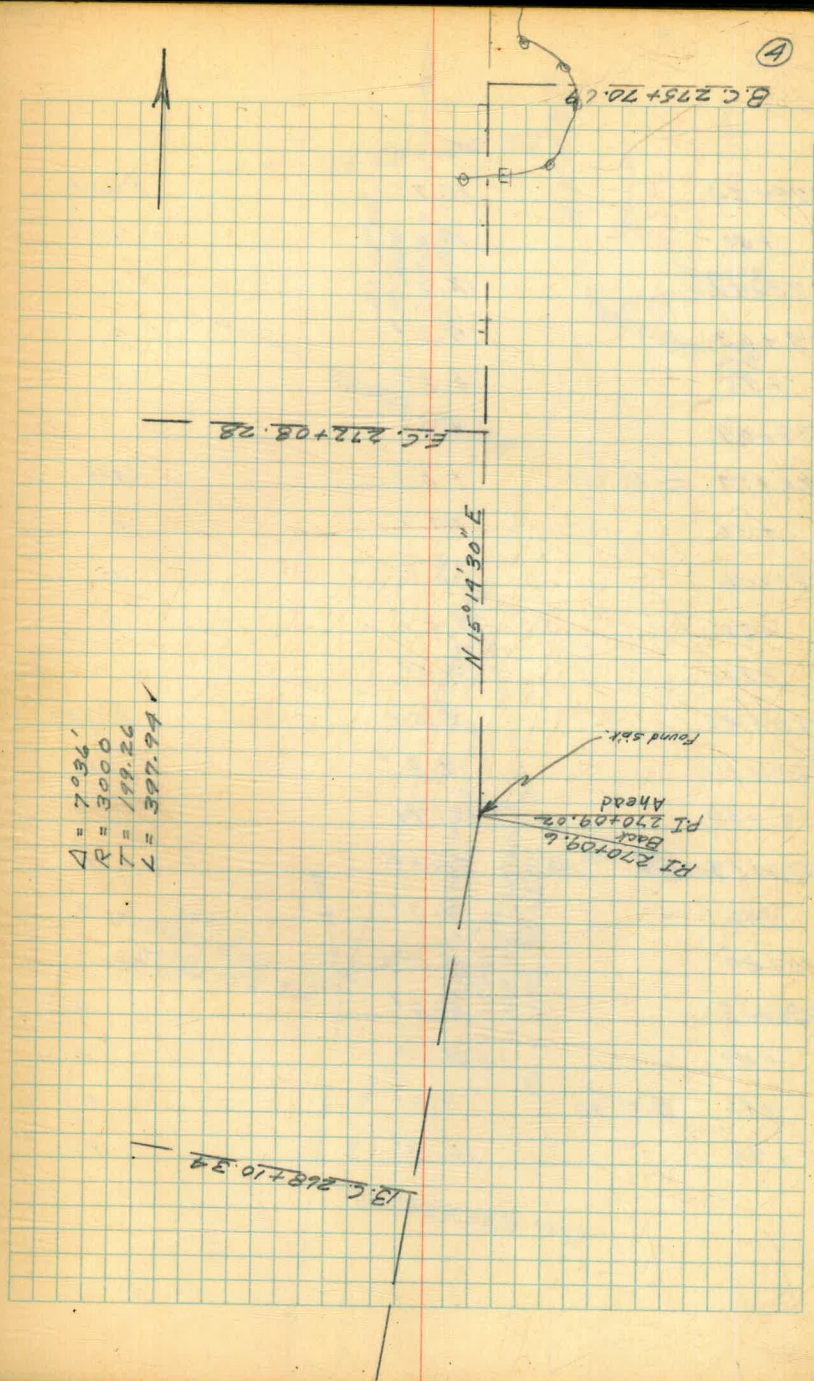 4
B.C. 275+70.69
E.C. 272+08.28
N 15° 14' 30" E
Δ = 7°36'
R = 3000
T = 199.26
L = 397.94 ✓
Found spk.
P.I. 270+09.02
Ahead
P.I. 270+09.6
Back
B.C. 268+10.34